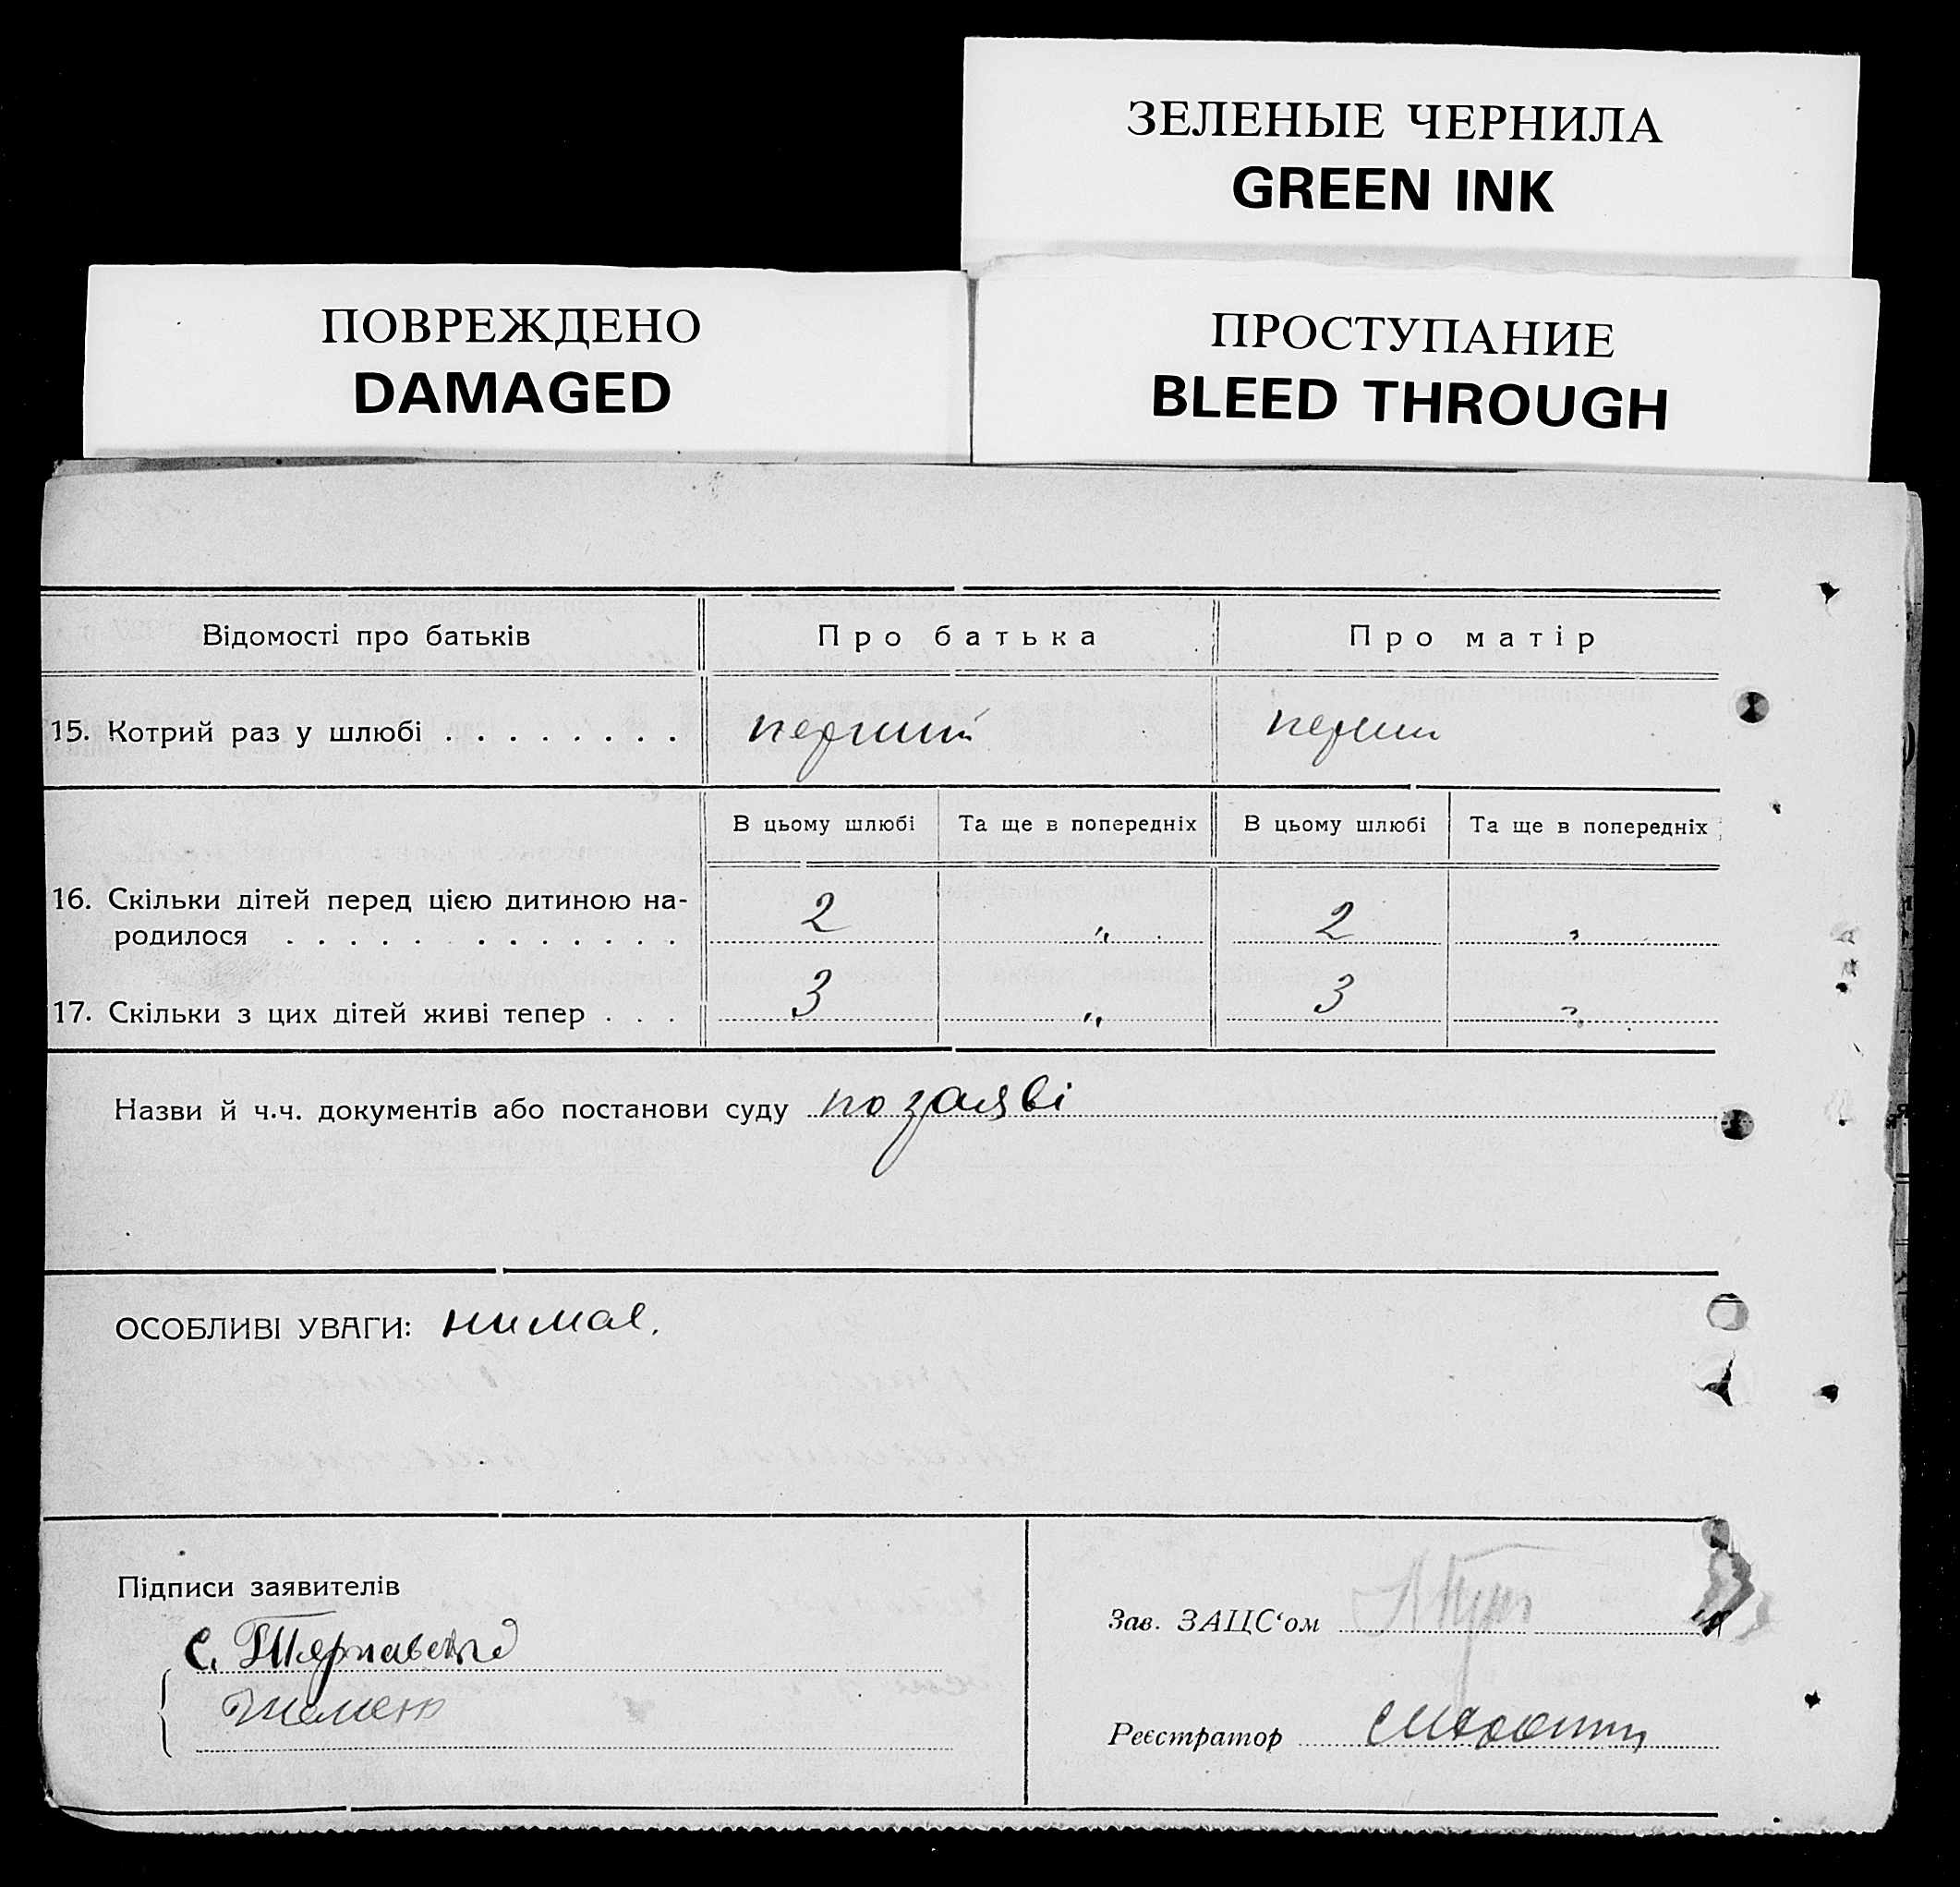 ЗЕЛЕНЫЕ ЧЕРНИЛА
GREEN INK
ПОВРЕЖДЕНО
DAMAGED
ПРОСТУПАНИЕ
BLEED THROUGH
Відомості про батьків Про батька Про матір
15. Котрий раз у шлюбі . . . . . . . . перший перши
В цьому шлюбі Та ще в попередніх В цьому шлюбі Та ще в попередніх
16. Скільки дітей перед цією дитиною на-
родилося . . . . . . . . . . . . 2 " 2 "
17. Скільки з цих дітей живі тепер . . . 3 " 3 "
Назви й ч.ч. документів або постанови суду по заяві
ОСОБЛИВІ УВАГИ: нимає.
Підписи заявителів
С.
Зав. ЗАЦС‘ом
Реєстратор